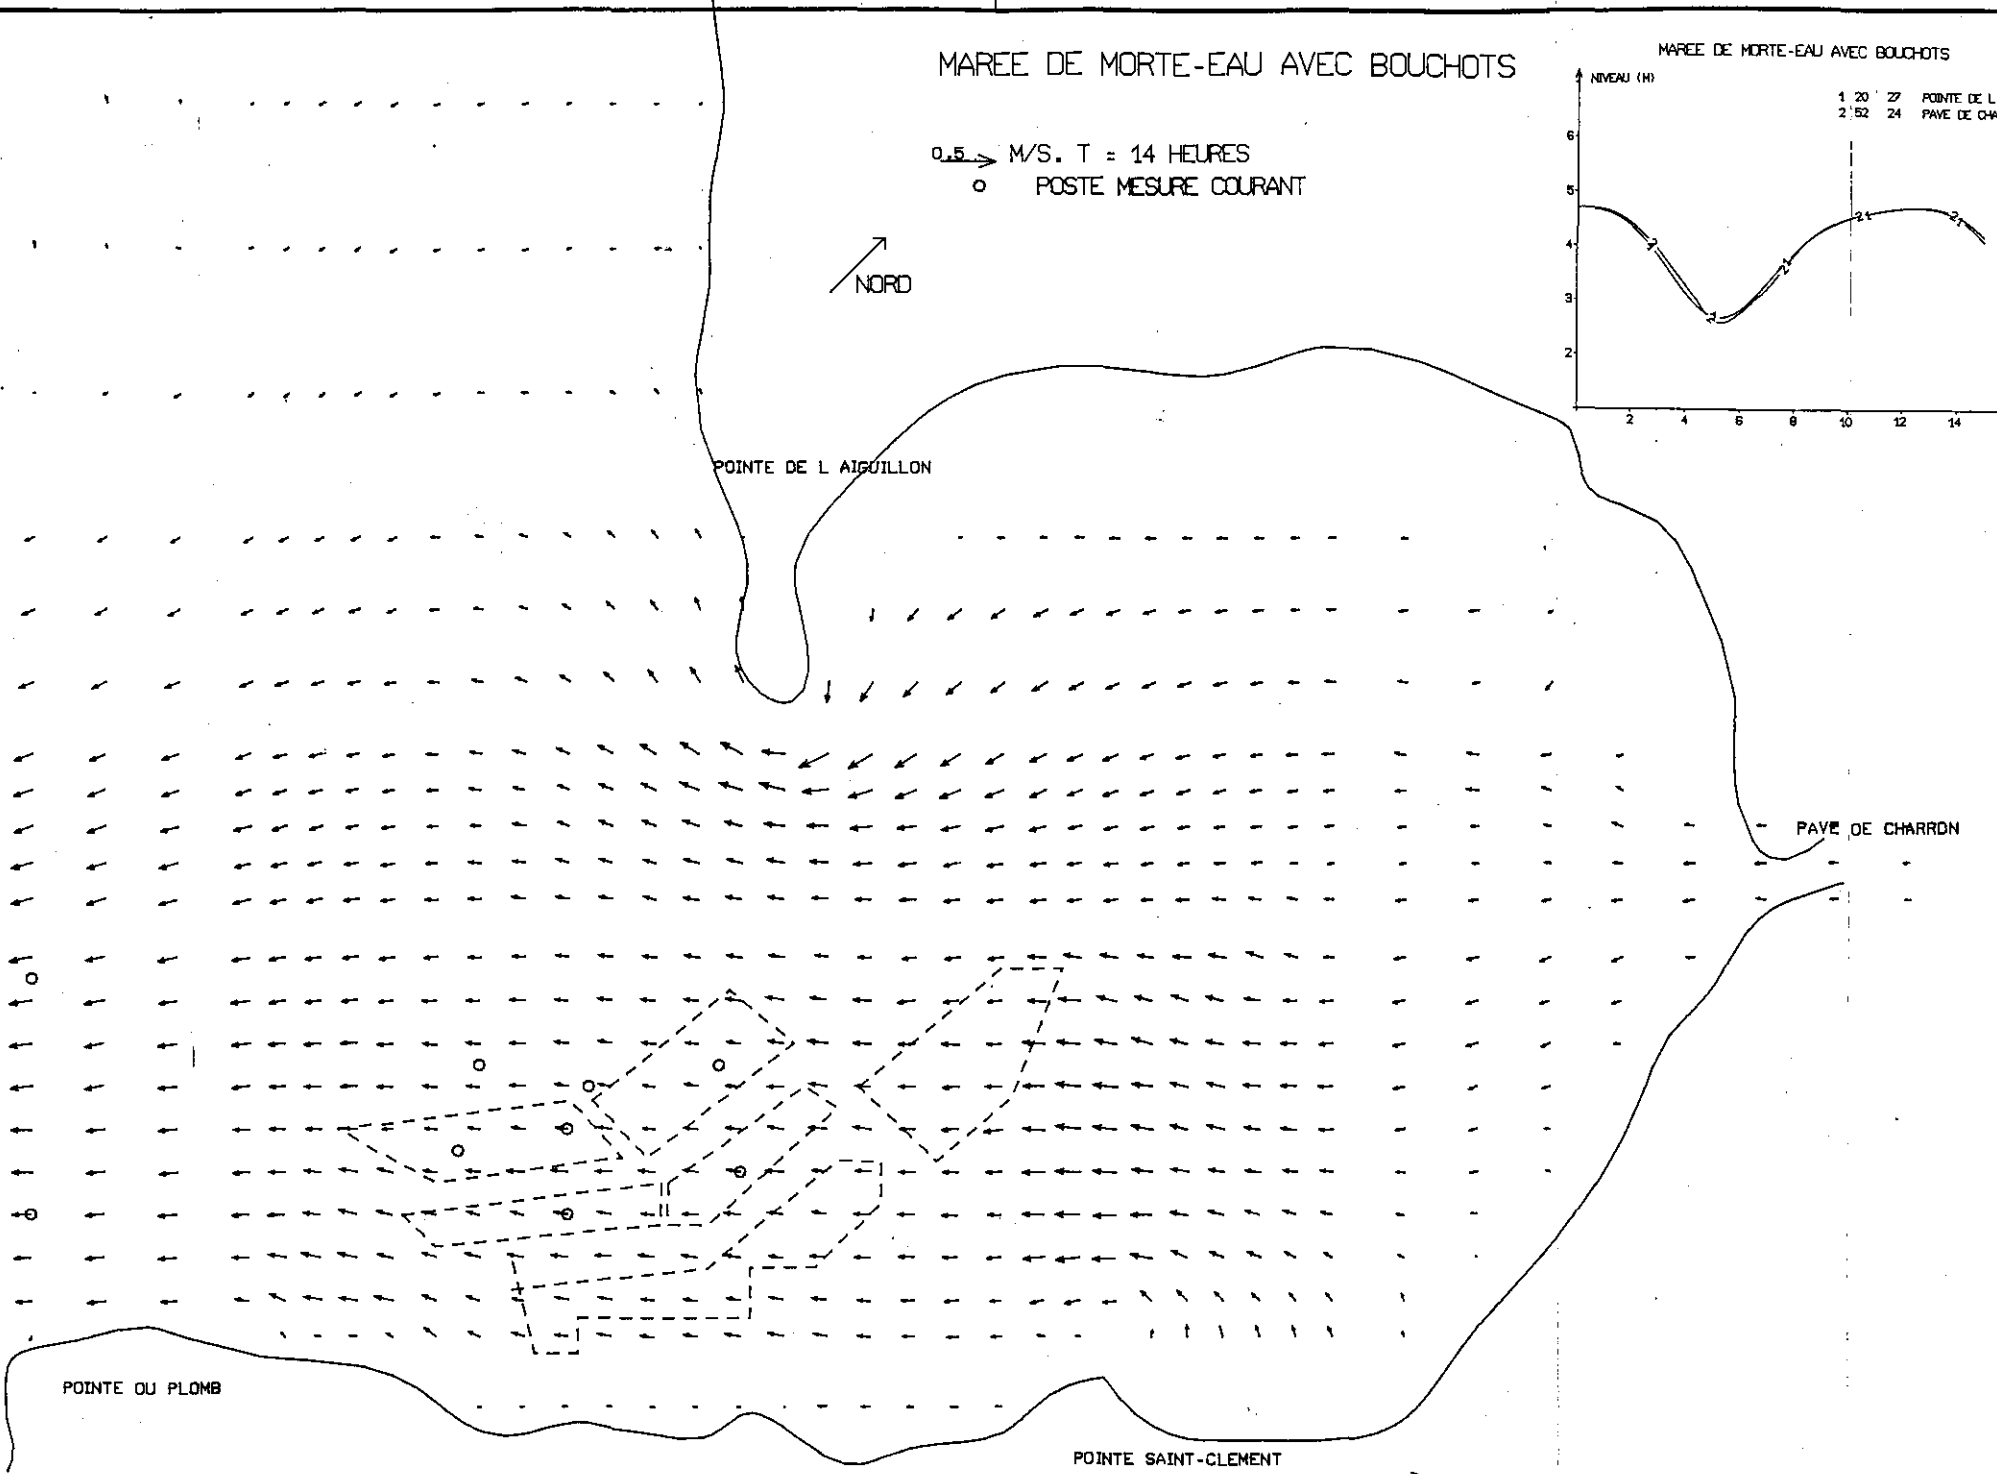 MAREE DE MORTE-EAU AVEC BOUCHOTS
0.5 M/S. T = 14 HEURES
POSTE MESURE COURANT
NORD
MAREE DE MORTE-EAU AVEC BOUCHOTS
NIVEAU (M)
1 20 27 POINTE DE L
2 52 24 PAVE DE CHA
6
5
4
3
2
2 4 6 8 10 12 14
POINTE DE L AIGUILLON
PAVE DE CHARRON
POINTE DU PLOMB
POINTE SAINT-CLEMENT